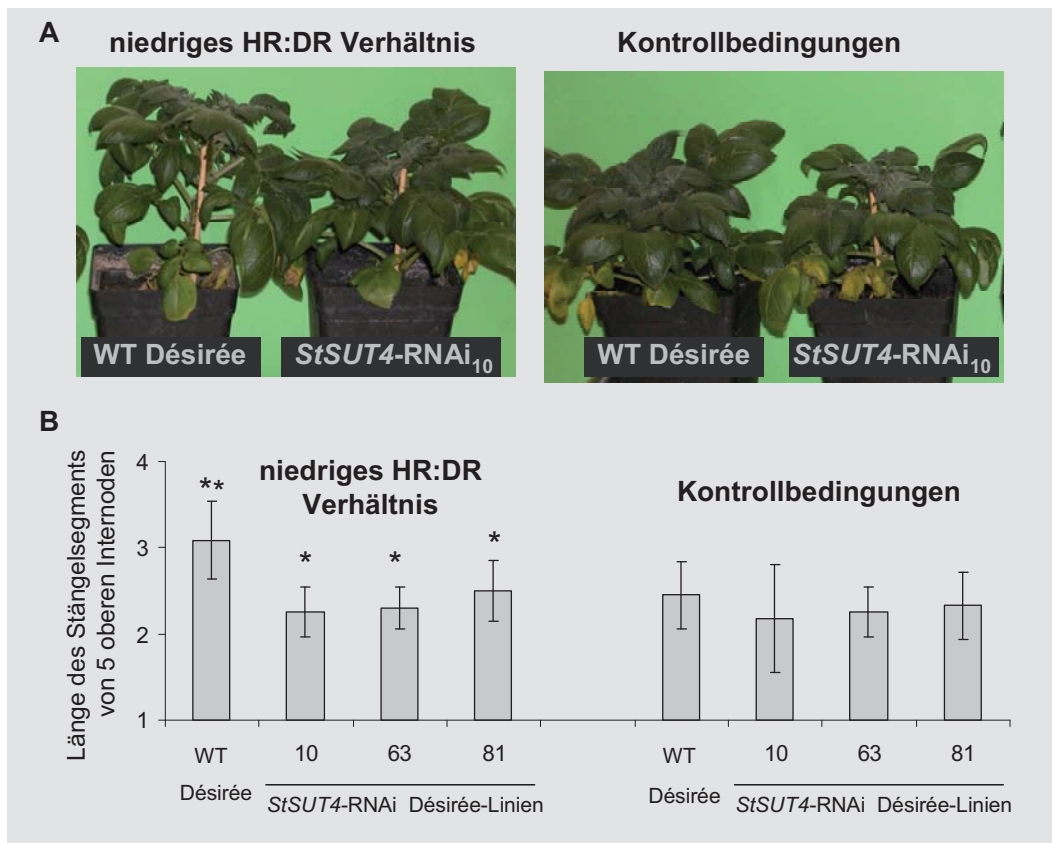 A
niedriges HR:DR Verhältnis
Kontrollbedingungen
WT Désirée
StSUT4-RNAi10
WT Désirée
StSUT4-RNAi10
B
Länge des Stängelsegments
von 5 oberen Internoden
4
3
2
1
niedriges HR:DR
Verhältnis
Kontrollbedingungen
**
*
*
*
WT
10
63
81
WT
10
63
81
Désirée
StSUT4-RNAi Désirée-Linien
Désirée
StSUT4-RNAi Désirée-Linien